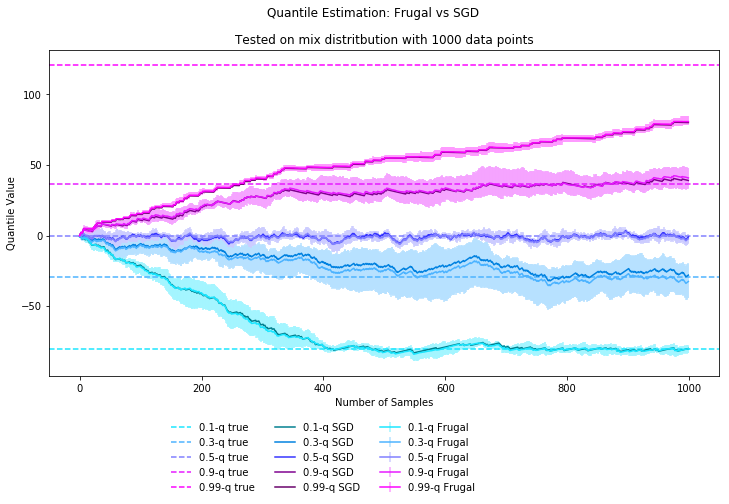 Quantile Estimation: Frugal vs SGD
Tested on mix distritbution with 1000 data points
100
50
0
−50
Quantile Value
0 200 400 600 800 1000
Number of Samples
0.1-q true 0.1-q SGD 0.1-q Frugal
0.3-q true 0.3-q SGD 0.3-q Frugal
0.5-q true 0.5-q SGD 0.5-q Frugal
0.9-q true 0.9-q SGD 0.9-q Frugal
0.99-q true 0.99-q SGD 0.99-q Frugal